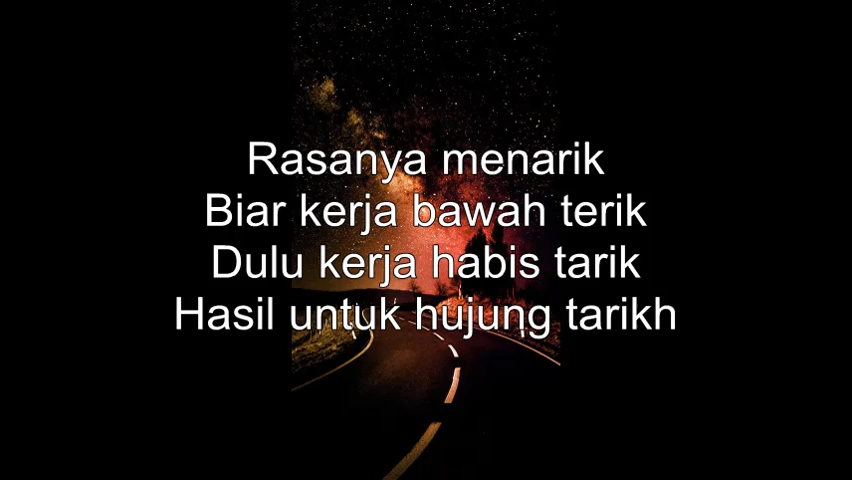 Rasanya menarik
Biar kerja bawah terik
Dulu kerja habis tarik
Hasil untuk hujung tarikh